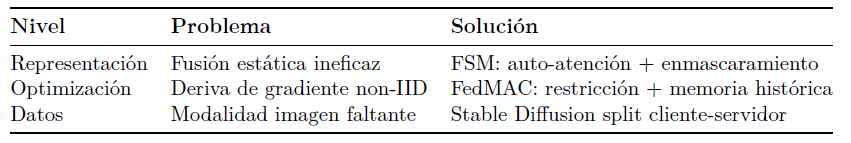 Nivel Problema Solución
Representación Fusión estática ineficaz FSM: auto-atención + enmascaramiento
Optimización Deriva de gradiente non-IID FedMAC: restricción + memoria histórica
Datos Modalidad imagen faltante Stable Diffusion split cliente-servidor